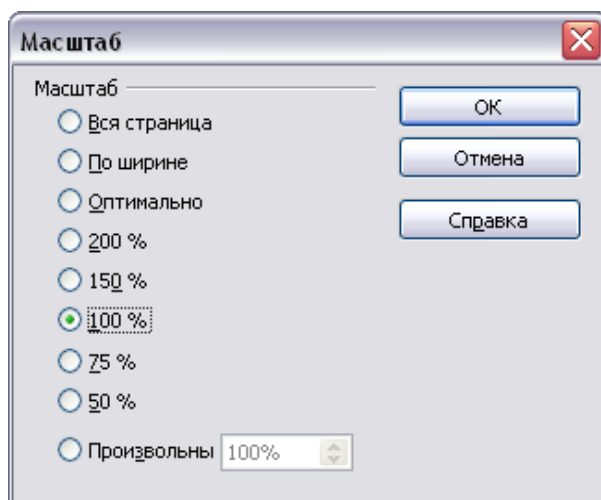 Масштаб
Масштаб
Вся страница
По ширине
Оптимально
200 %
150 %
100 %
75 %
50 %
Произвольны 100%
ОК
Отмена
Справка